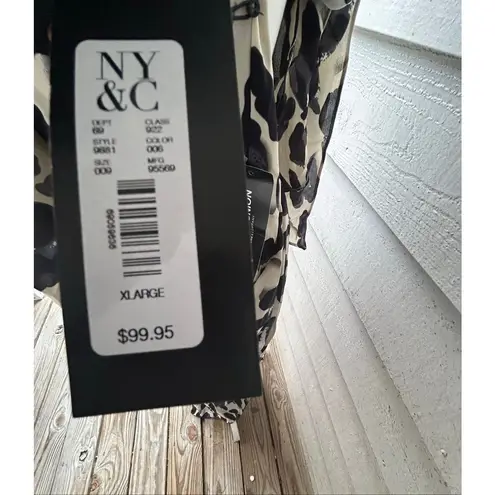 NY
&C
DEPT CLASS
69 922
STYLE COLOR
9881 006
SIZE MFG
009 95569
XLARGE
$99.95